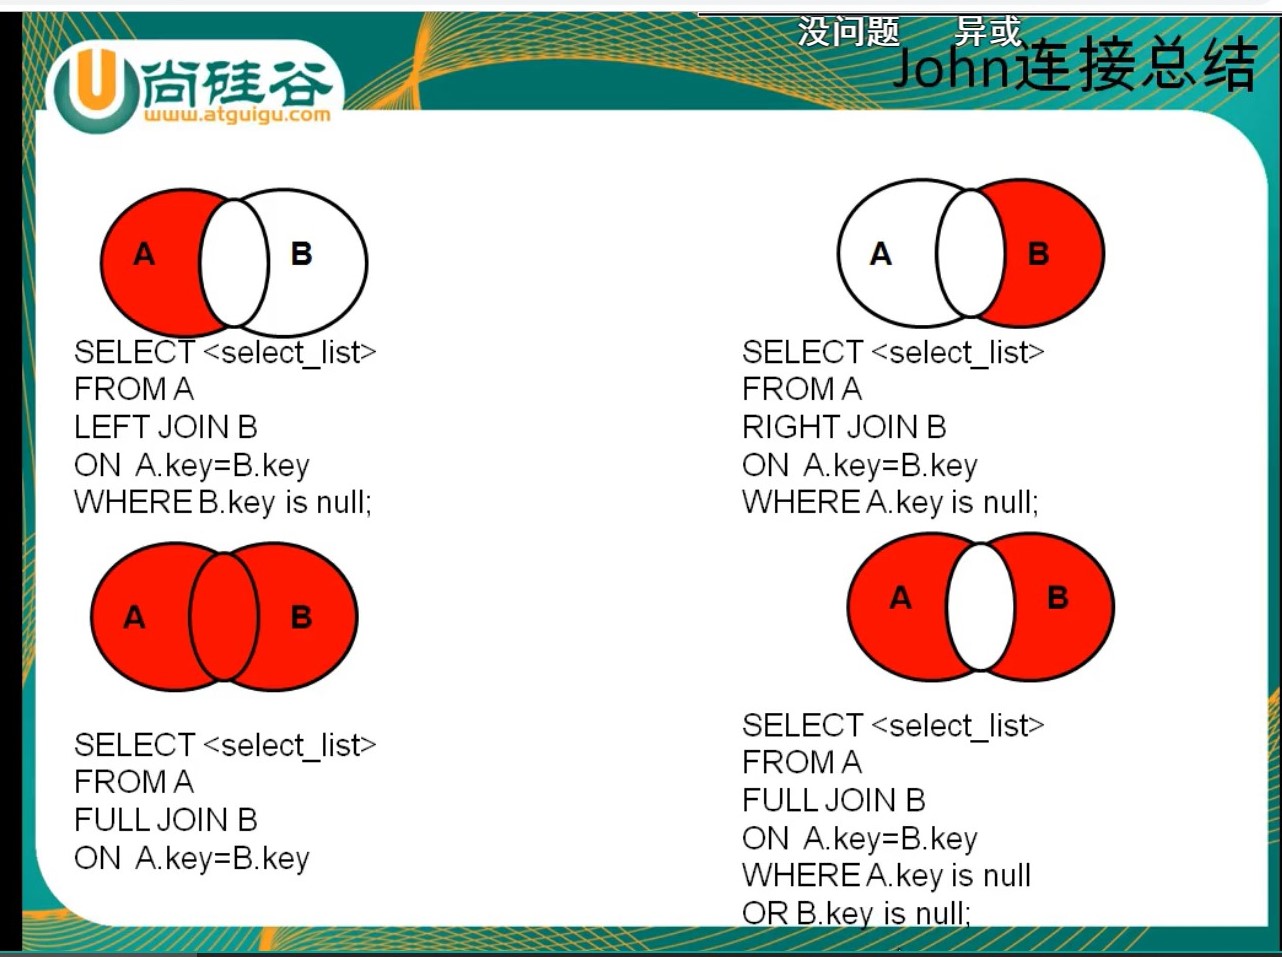 没问题 异或
John连接总结
U尚硅谷
www.atguigu.com
A B
SELECT <select_list>
FROM A
LEFT JOIN B
ON A.key=B.key
WHERE B.key is null;
A B
SELECT <select_list>
FROM A
RIGHT JOIN B
ON A.key=B.key
WHERE A.key is null;
A B
SELECT <select_list>
FROM A
FULL JOIN B
ON A.key=B.key
A B
SELECT <select_list>
FROM A
FULL JOIN B
ON A.key=B.key
WHERE A.key is null
OR B.key is null;